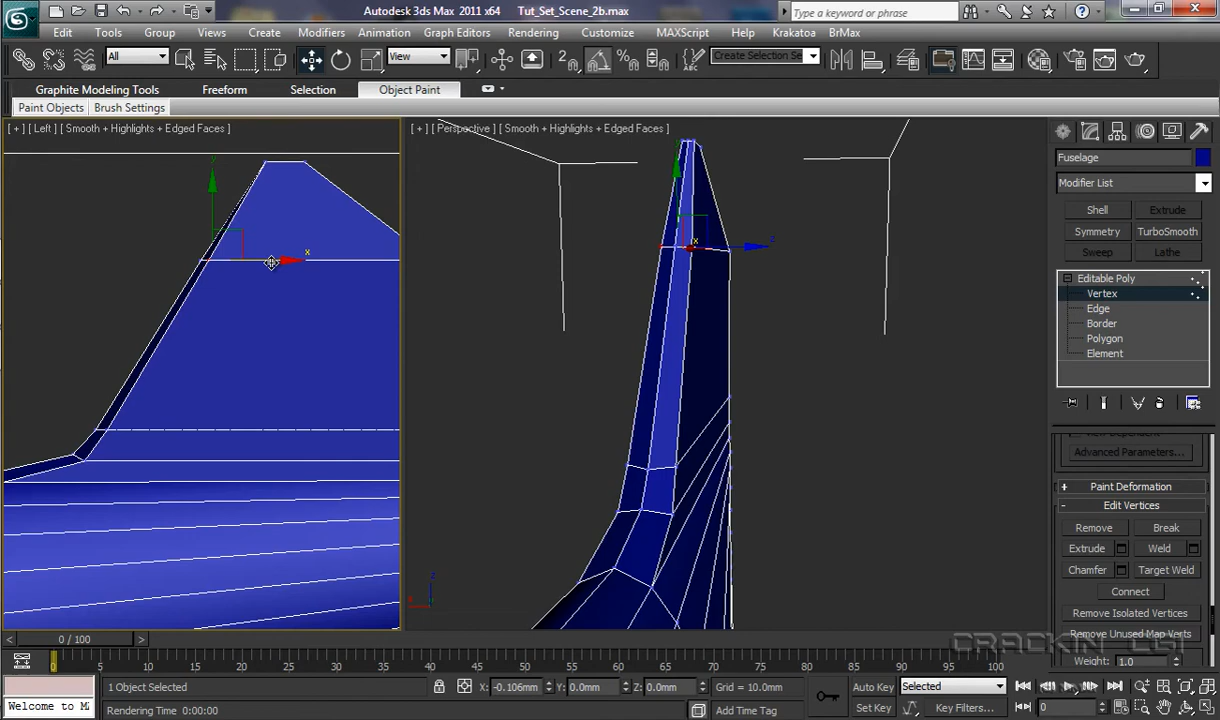 Autodesk 3ds Max 2011 x64 Tut_Set_Scene_2b.max
Type a keyword or phrase
Edit Tools Group Views Create Modifiers Animation Graph Editors Rendering Customize MAXScript Help Krakatoa BrMax
All View Create Selection Se
Graphite Modeling Tools Freeform Selection Object Paint
Paint Objects Brush Settings
[ + ] [ Left ] [ Smooth + Highlights + Edged Faces ]
[ + ] [ Perspective ] [ Smooth + Highlights + Edged Faces ]
y
x
z
x
z
x
Fuselage
Modifier List
Shell Extrude
Symmetry TurboSmooth
Sweep Lathe
Editable Poly
Vertex
Edge
Border
Polygon
Element
Advanced Parameters...
+ Paint Deformation
- Edit Vertices
Remove Break
Extrude Weld
Chamfer Target Weld
Connect
Remove Isolated Vertices
Remove Unused Map Verts
Weight: 1.0
CRACKIN CGI
< 0 / 100 >
0 5 10 15 20 25 30 35 40 45 50 55 60 65 70 75 80 85 90 95 100
1 Object Selected X: -0.106mm Y: 0.0mm Z: 0.0mm Grid = 10.0mm Auto Key Selected
Welcome to M Rendering Time 0:00:00 Add Time Tag Set Key Key Filters... 0